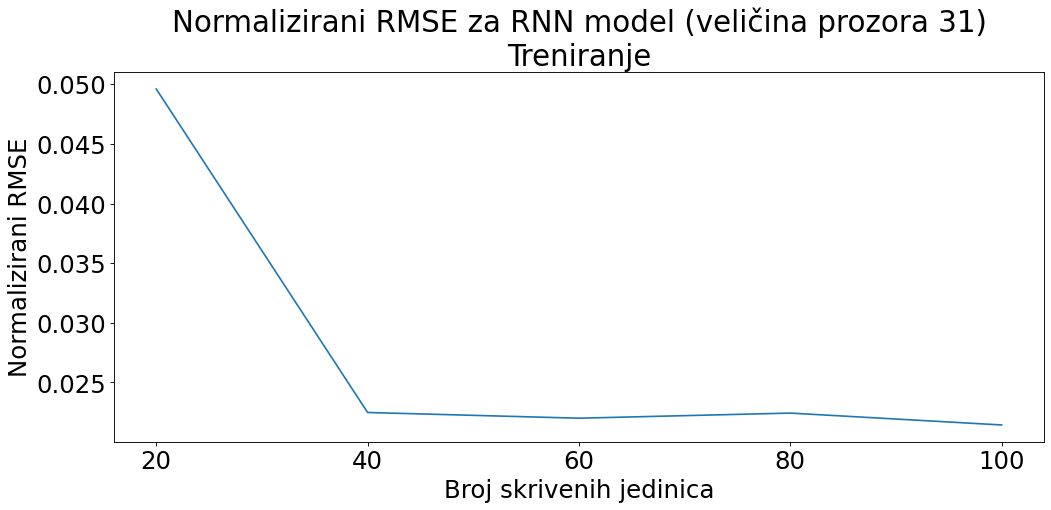 Normalizirani RMSE za RNN model (veličina prozora 31)
Treniranje
0.050
0.045
0.040
0.035
0.030
0.025
Normalizirani RMSE
20 40 60 80 100
Broj skrivenih jedinica